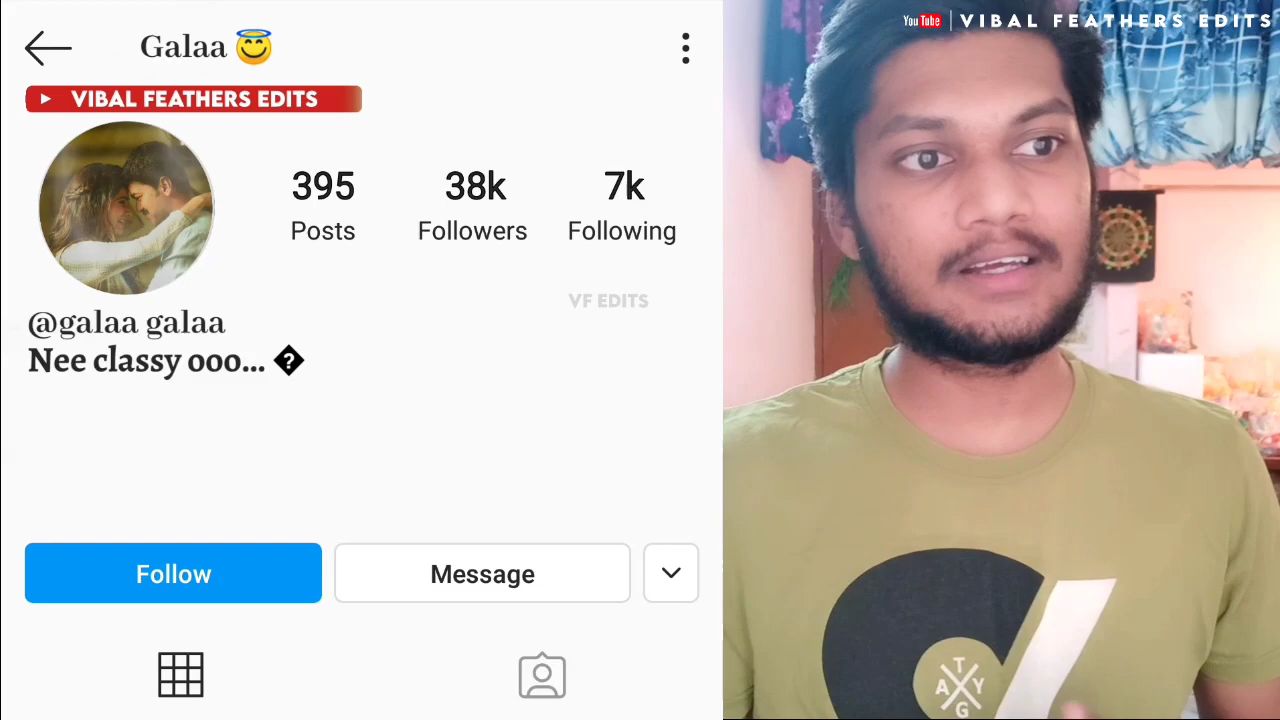 Galaa 😇
VIBAL FEATHERS EDITS
395
38k
7k
Posts
Followers
Following
VF EDITS
@galaa galaa
Nee classy ooo... �
Follow
Message
YouTube | VIBAL FEATHERS EDITS
T
A Y
G